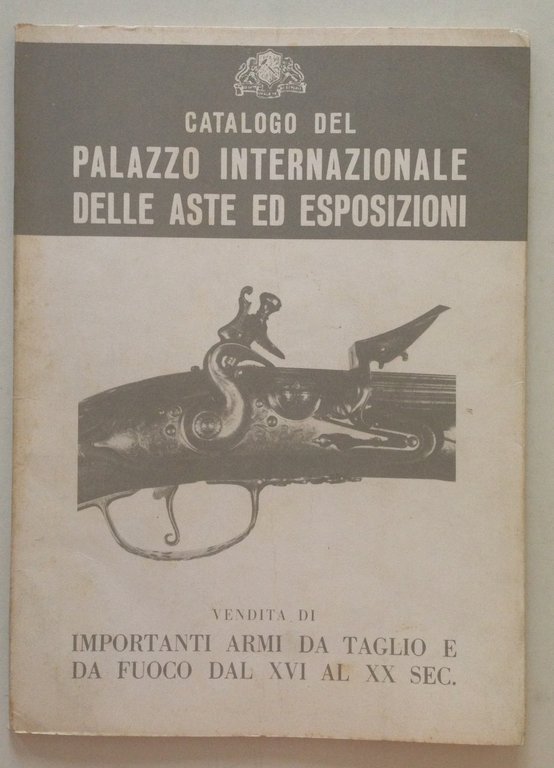 CATALOGO DEL
PALAZZO INTERNAZIONALE
DELLE ASTE ED ESPOSIZIONI
VENDITA DI
IMPORTANTI ARMI DA TAGLIO E
DA FUOCO DAL XVI AL XX SEC.